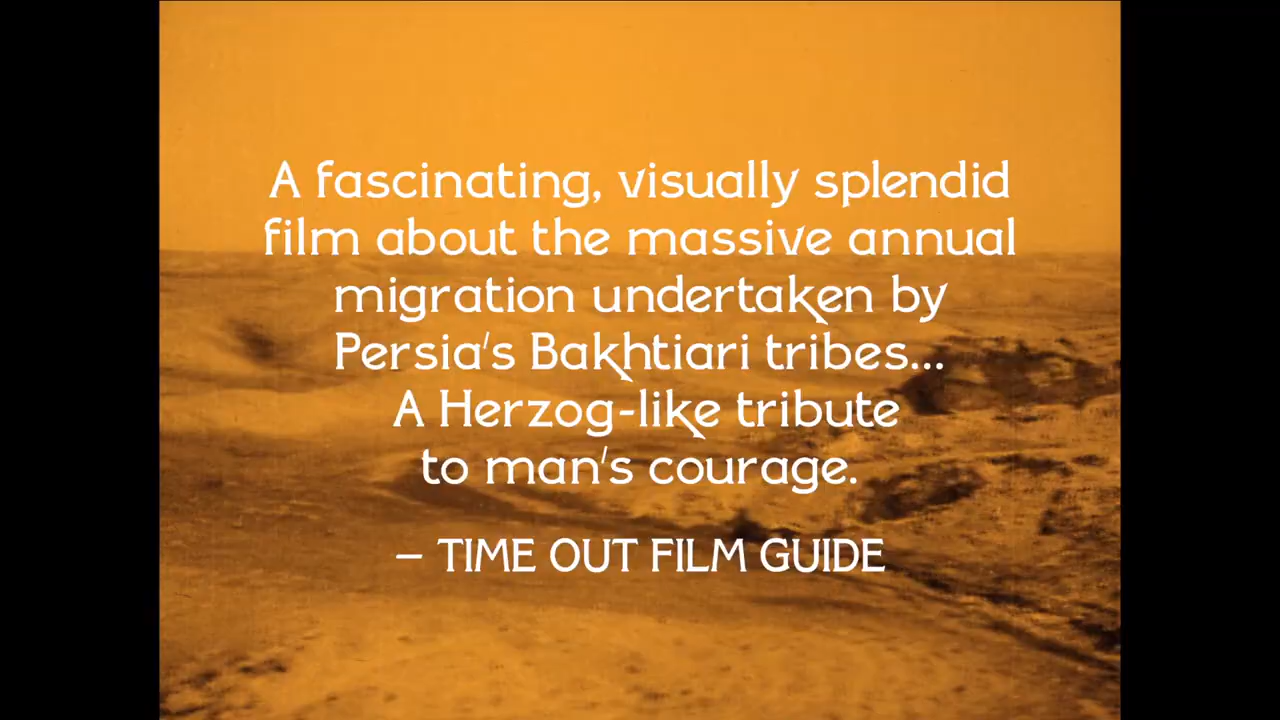 A fascinating, visually splendid
film about the massive annual
migration undertaken by
Persia's Bakhtiari tribes...
A Herzog-like tribute
to man's courage.
– TIME OUT FILM GUIDE